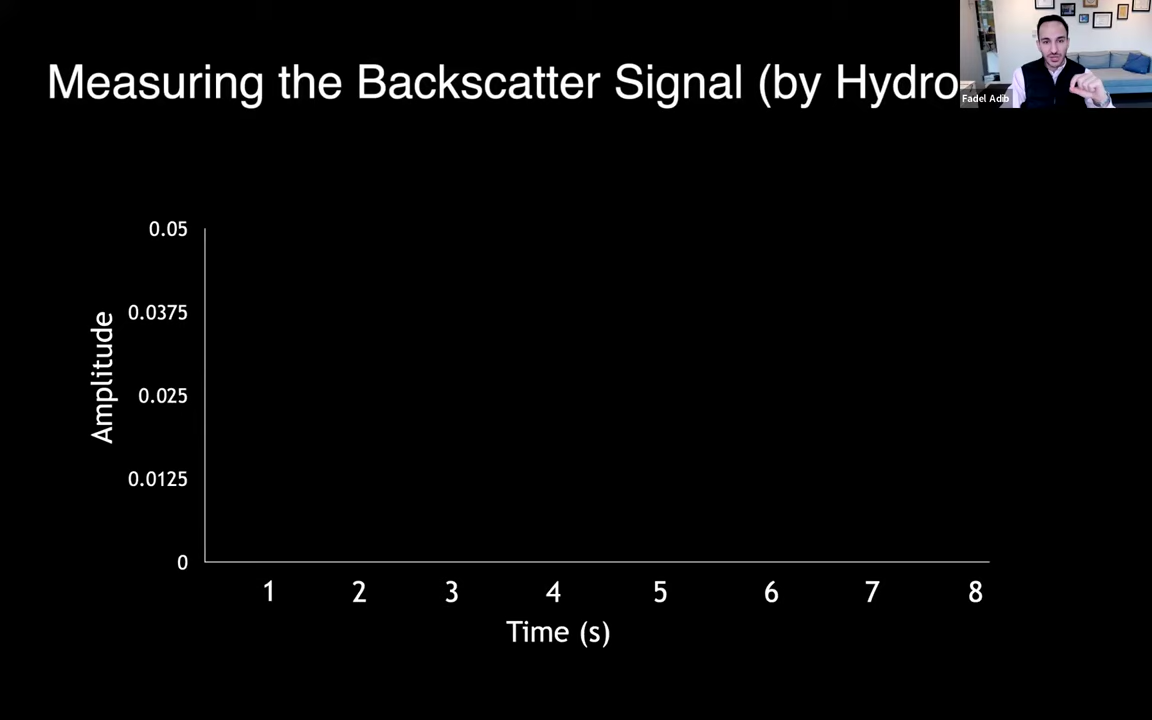 Measuring the Backscatter Signal (by Hydro
Fadel Adib
0.05
0.0375
0.025
0.0125
0
Amplitude
1 2 3 4 5 6 7 8
Time (s)